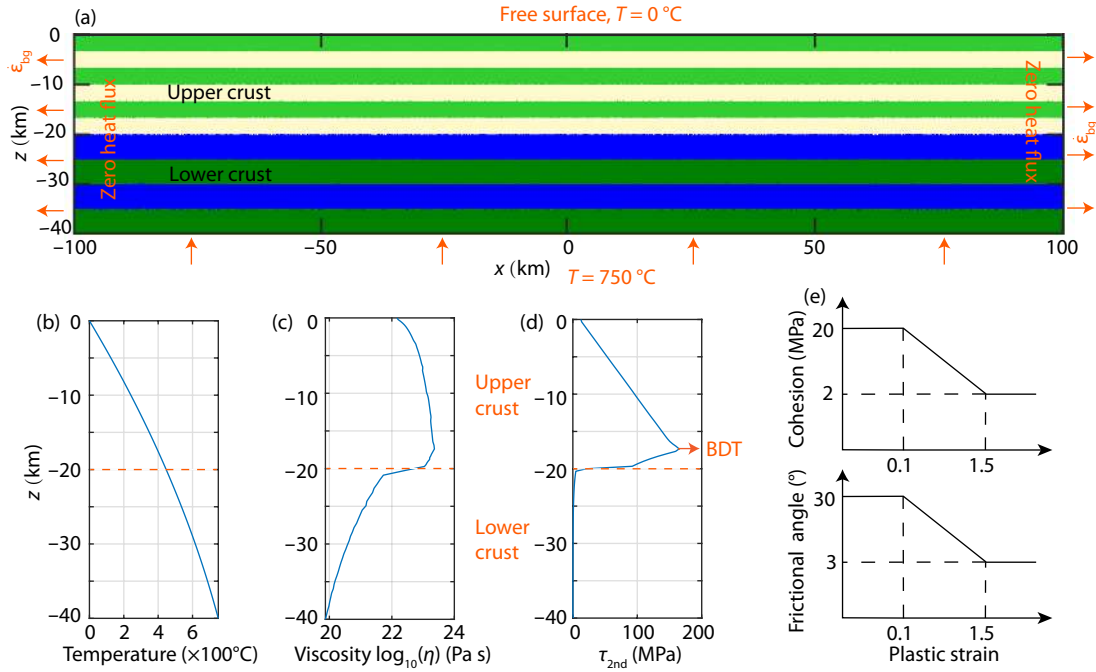 (a)
Free surface, T = 0 °C
0
−10
−20
−30
−40
z (km)
ε̇bg
Zero heat flux
Upper crust
Lower crust
Zero heat flux
ε̇bg
−100
−50
0
50
100
x (km)
T = 750 °C
(b)
0
−10
−20
−30
−40
z (km)
0 2 4 6
Temperature (×100°C)
(c)
0
−10
−20
−30
−40
20 22 24
Viscosity log10(η) (Pa s)
Upper
crust
Lower
crust
(d)
0
−10
−20
−30
−40
BDT
0 100 200
τ2nd (MPa)
(e)
Cohesion (MPa)
20
2
0.1 1.5
Frictional angle (°)
30
3
0.1 1.5
Plastic strain